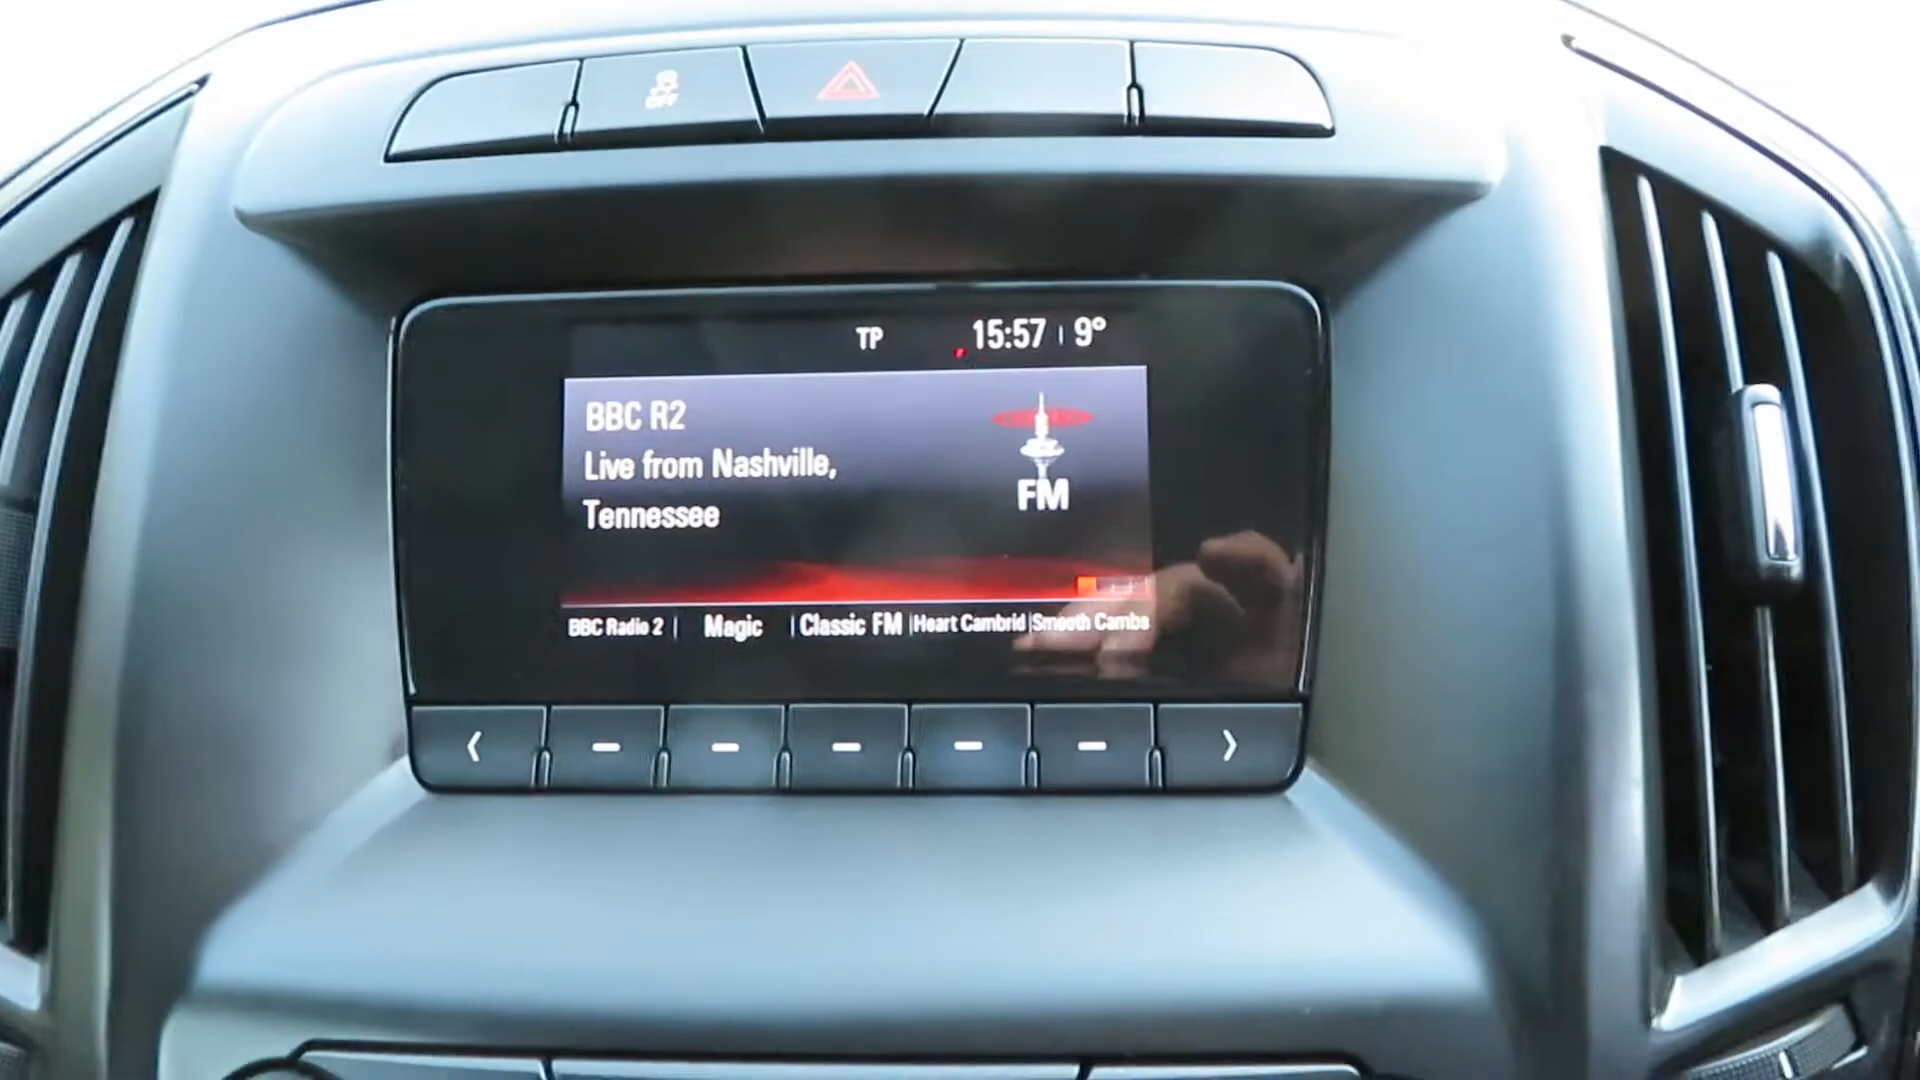 OFF
TP 15:57 9°
BBC R2
Live from Nashville,
Tennessee
FM
BBC Radio 2 | Magic | Classic FM |Heart Cambrid|Smooth Cambs